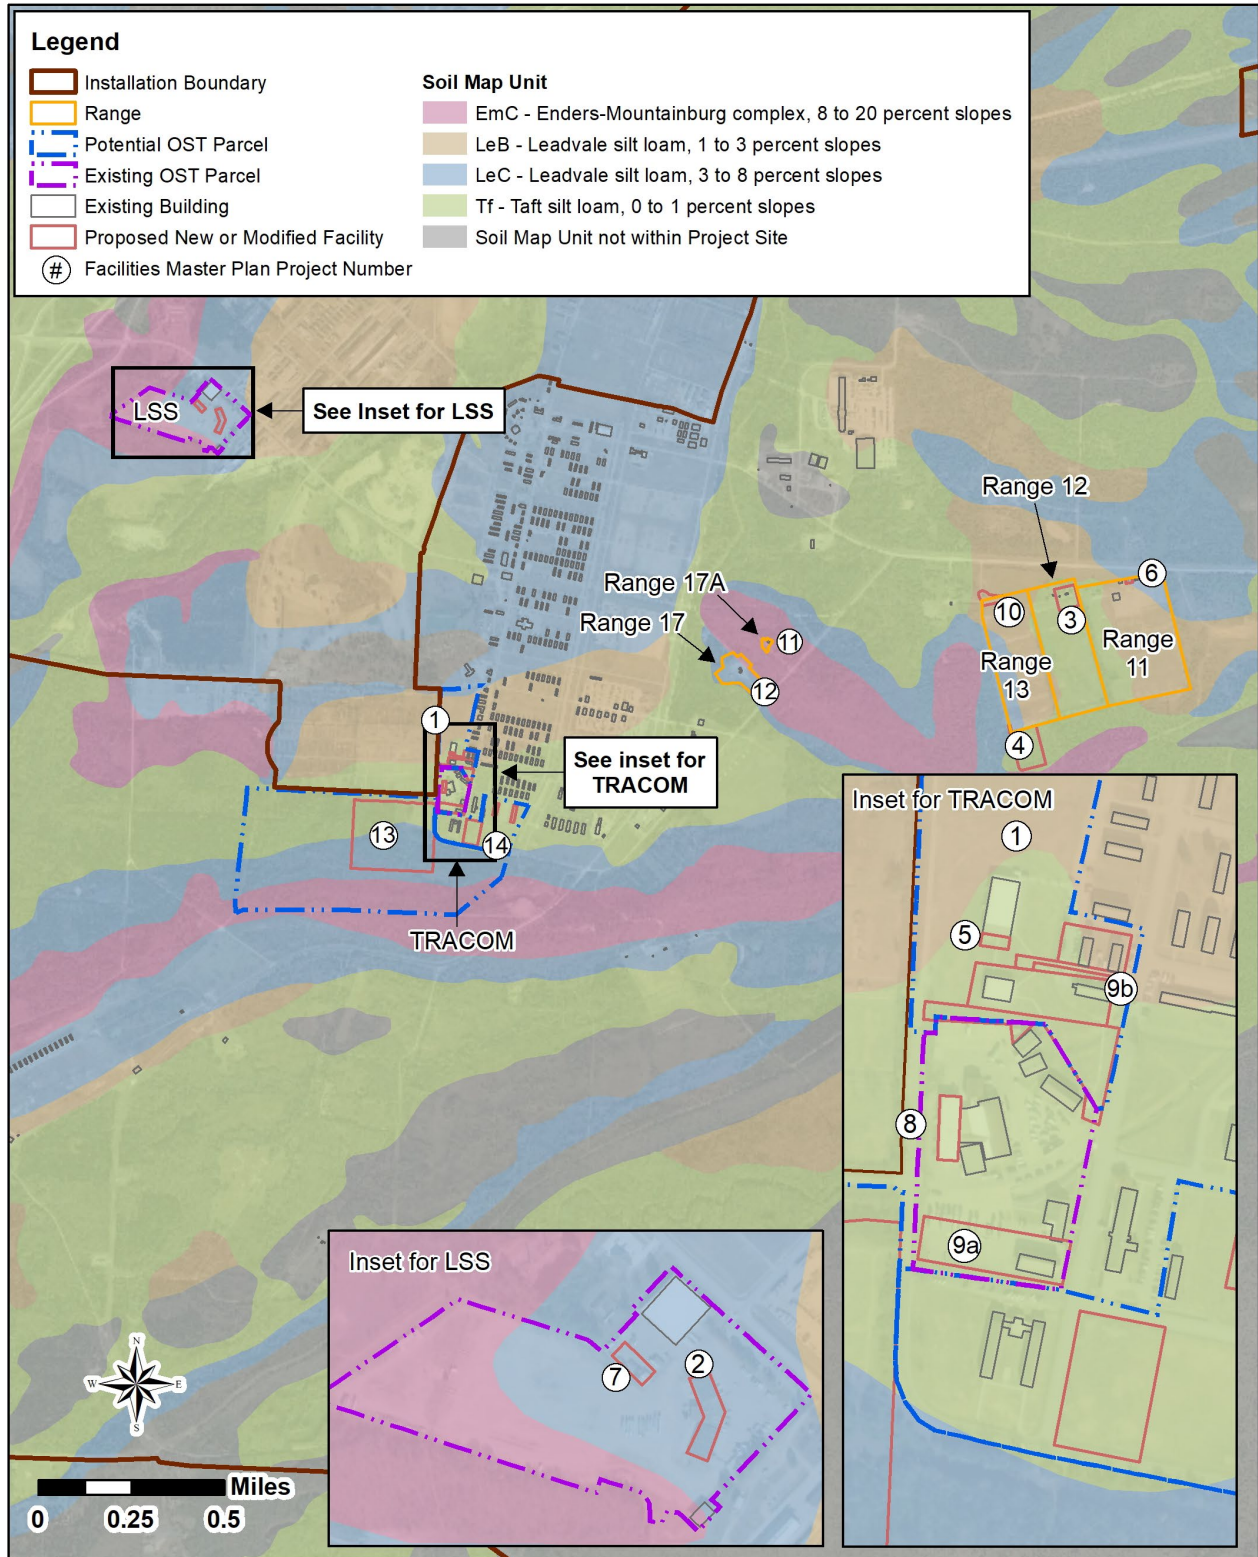 Legend
Installation Boundary
Range
Potential OST Parcel
Existing OST Parcel
Existing Building
Proposed New or Modified Facility
# Facilities Master Plan Project Number
Soil Map Unit
EmC - Enders-Mountainburg complex, 8 to 20 percent slopes
LeB - Leadvale silt loam, 1 to 3 percent slopes
LeC - Leadvale silt loam, 3 to 8 percent slopes
Tf - Taft silt loam, 0 to 1 percent slopes
Soil Map Unit not within Project Site
LSS
See Inset for LSS
Range 12
Range 17A
Range 17
6
10
3
11
Range
13
Range
11
12
4
1
See inset for
TRACOM
13
14
TRACOM
Inset for TRACOM
1
5
9b
8
9a
Inset for LSS
7
2
N
W
E
S
Miles
0
0.25
0.5